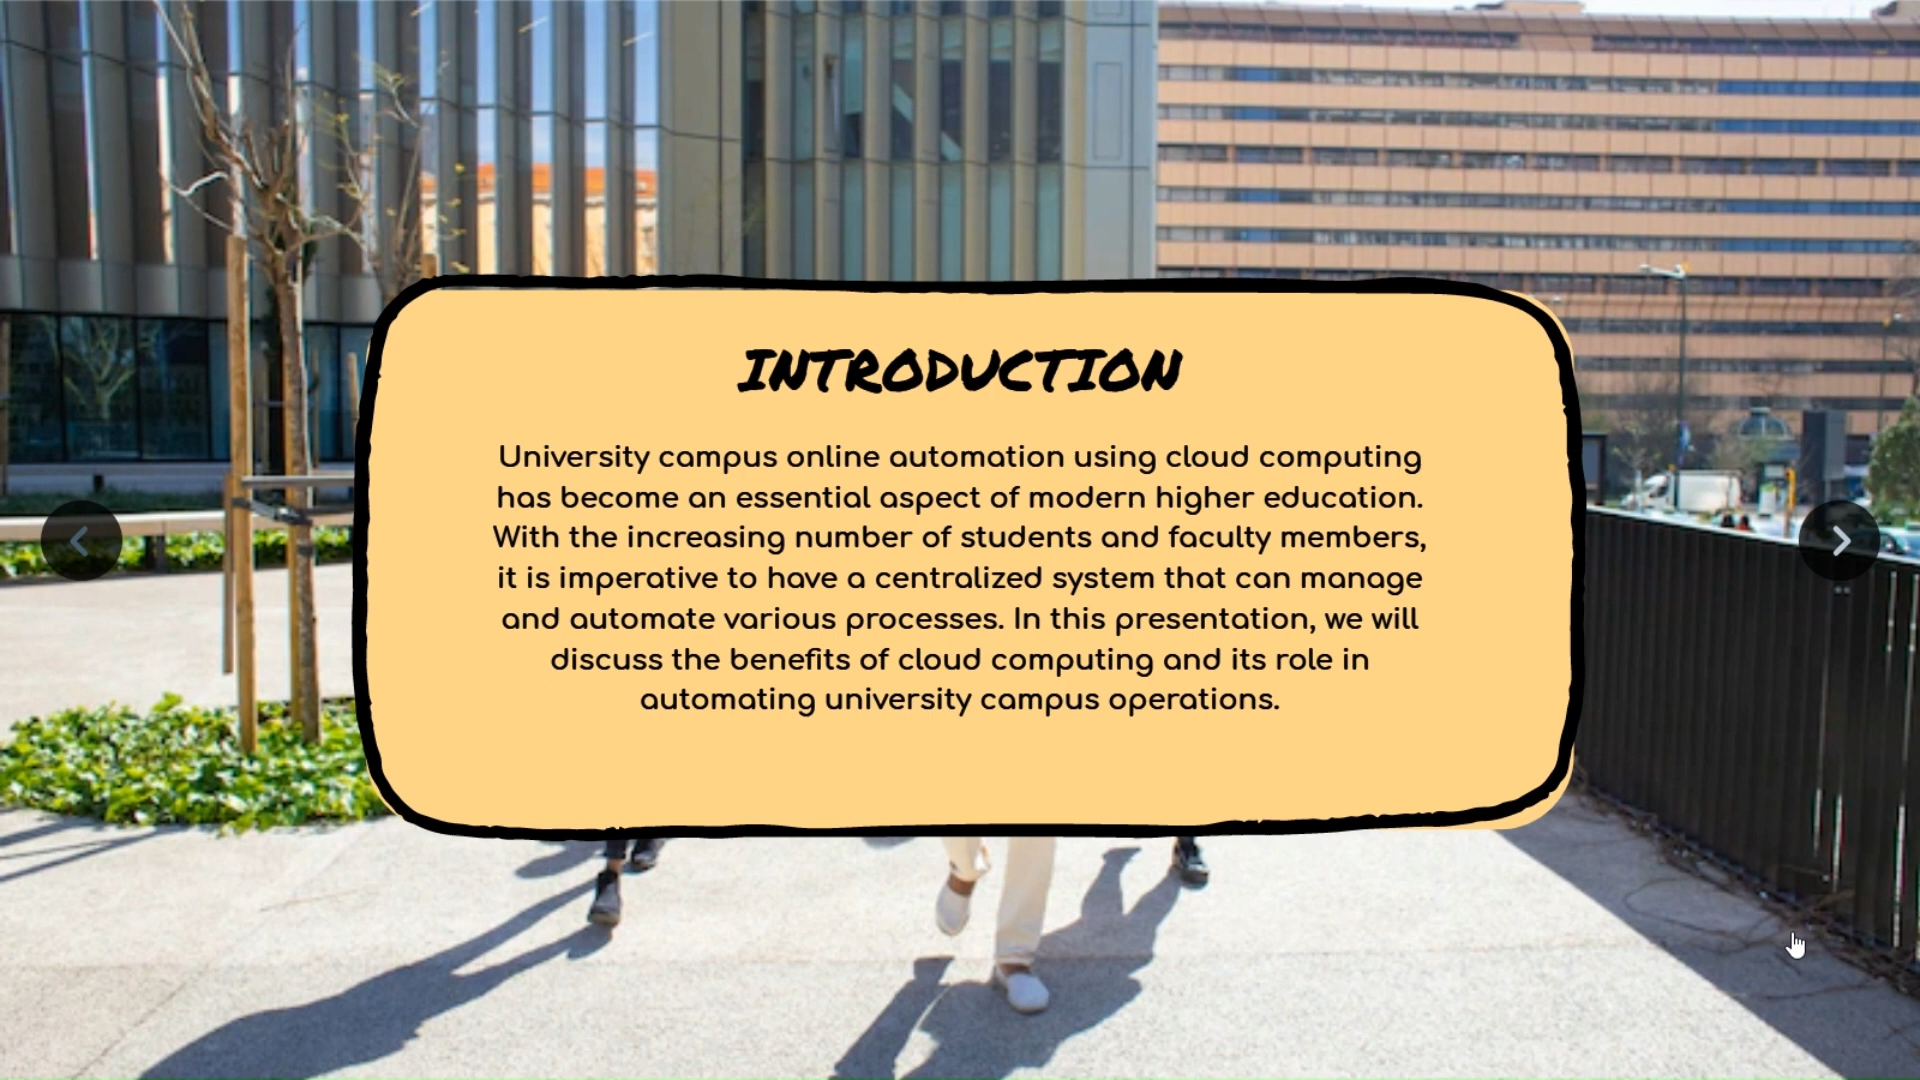 INTRODUCTION
University campus online automation using cloud computing
has become an essential aspect of modern higher education.
With the increasing number of students and faculty members,
it is imperative to have a centralized system that can manage
and automate various processes. In this presentation, we will
discuss the benefits of cloud computing and its role in
automating university campus operations.